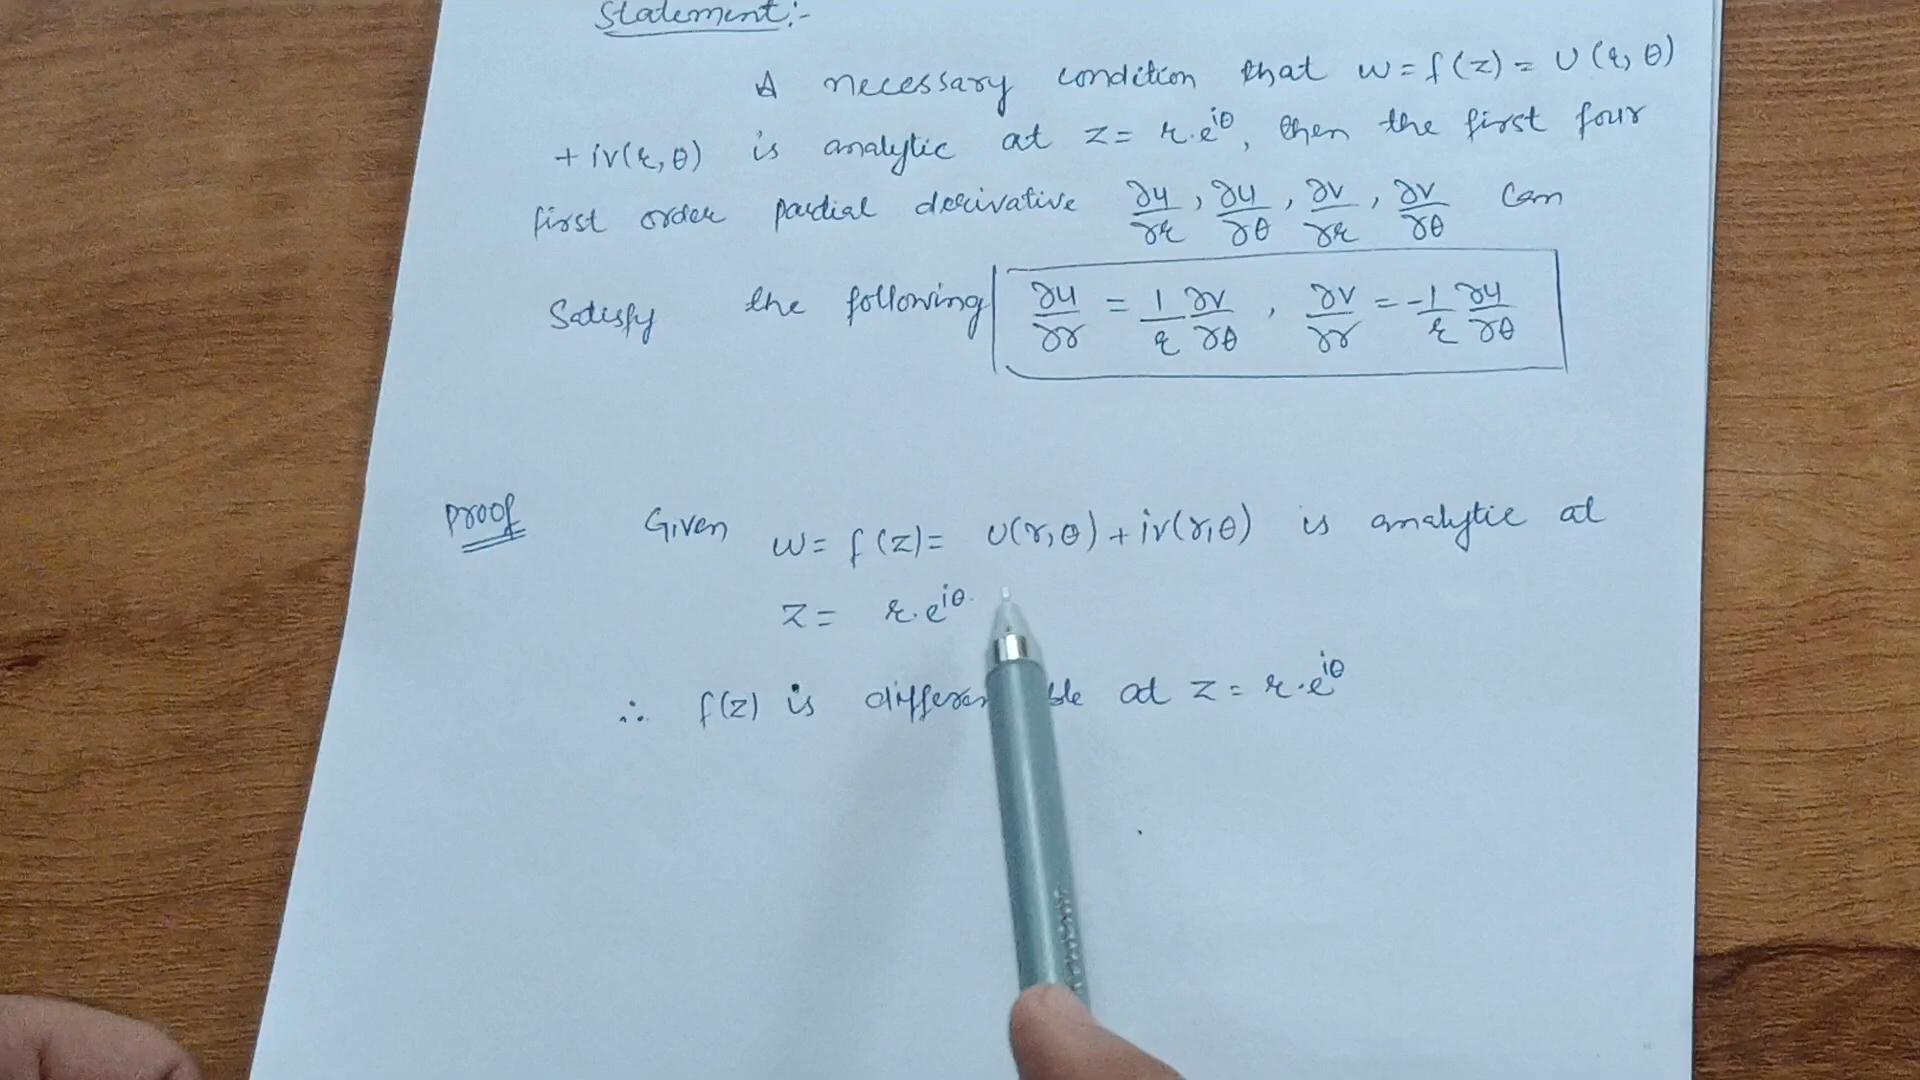 Statement:-
A necessary condition that w = f(z) = U(r, θ)
+ iv(r, θ) is analytic at z = r.e^{iθ}, then the first four
first order partial derivative ∂u/∂r, ∂u/∂θ, ∂v/∂r, ∂v/∂θ can
Satisfy the following ∂u/∂r = 1/r ∂v/∂θ, ∂v/∂r = -1/r ∂u/∂θ
Proof Given w = f(z) = U(r,θ) + iv(r,θ) is analytic at
z = r.e^{iθ}.
∴ f(z) is at z = r.e^{iθ}